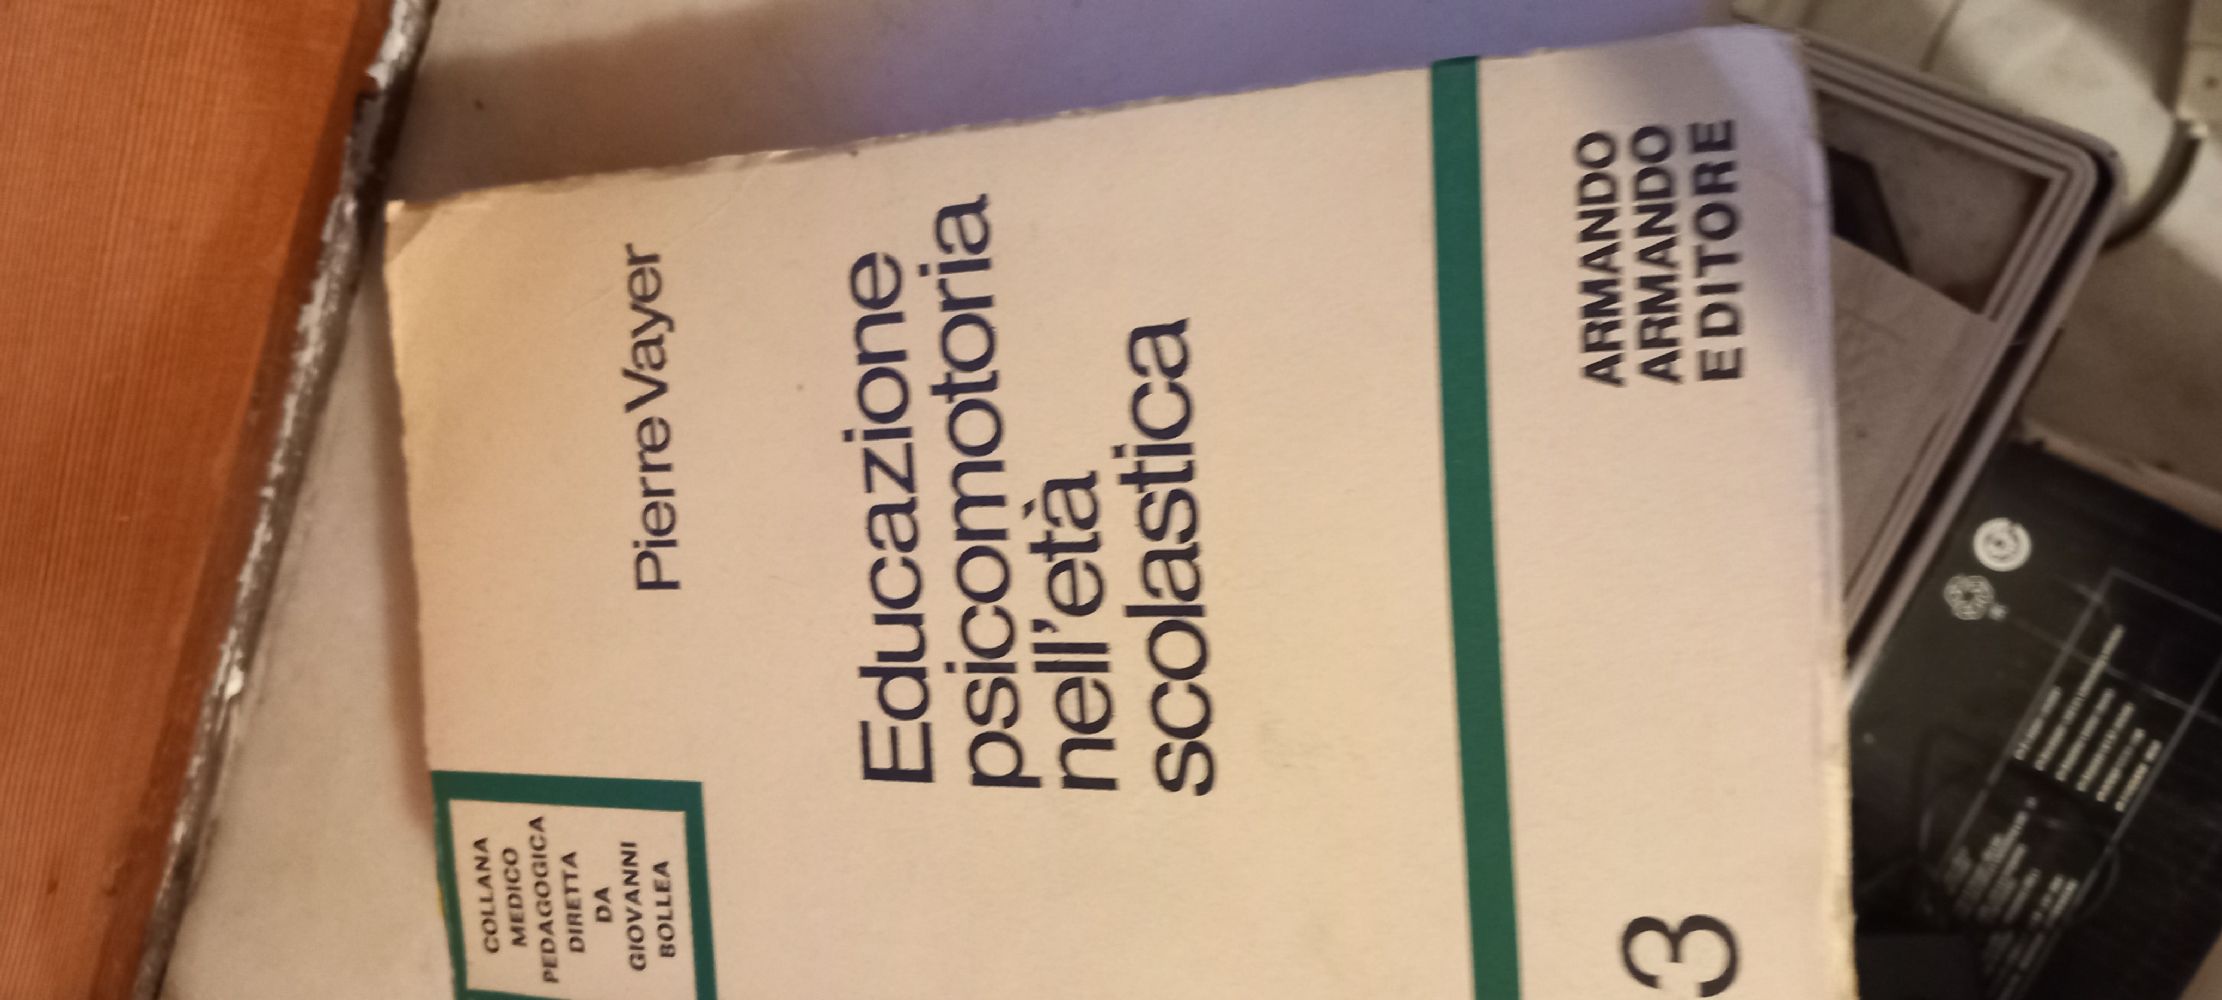 COLLANA
MEDICO
PEDAGOGICA
DIRETTA
DA
GIOVANNI
BOLLEA
Pierre Vayer
Educazione
psicomotoria
nell'età
scolastica
3
ARMANDO
ARMANDO
EDITORE